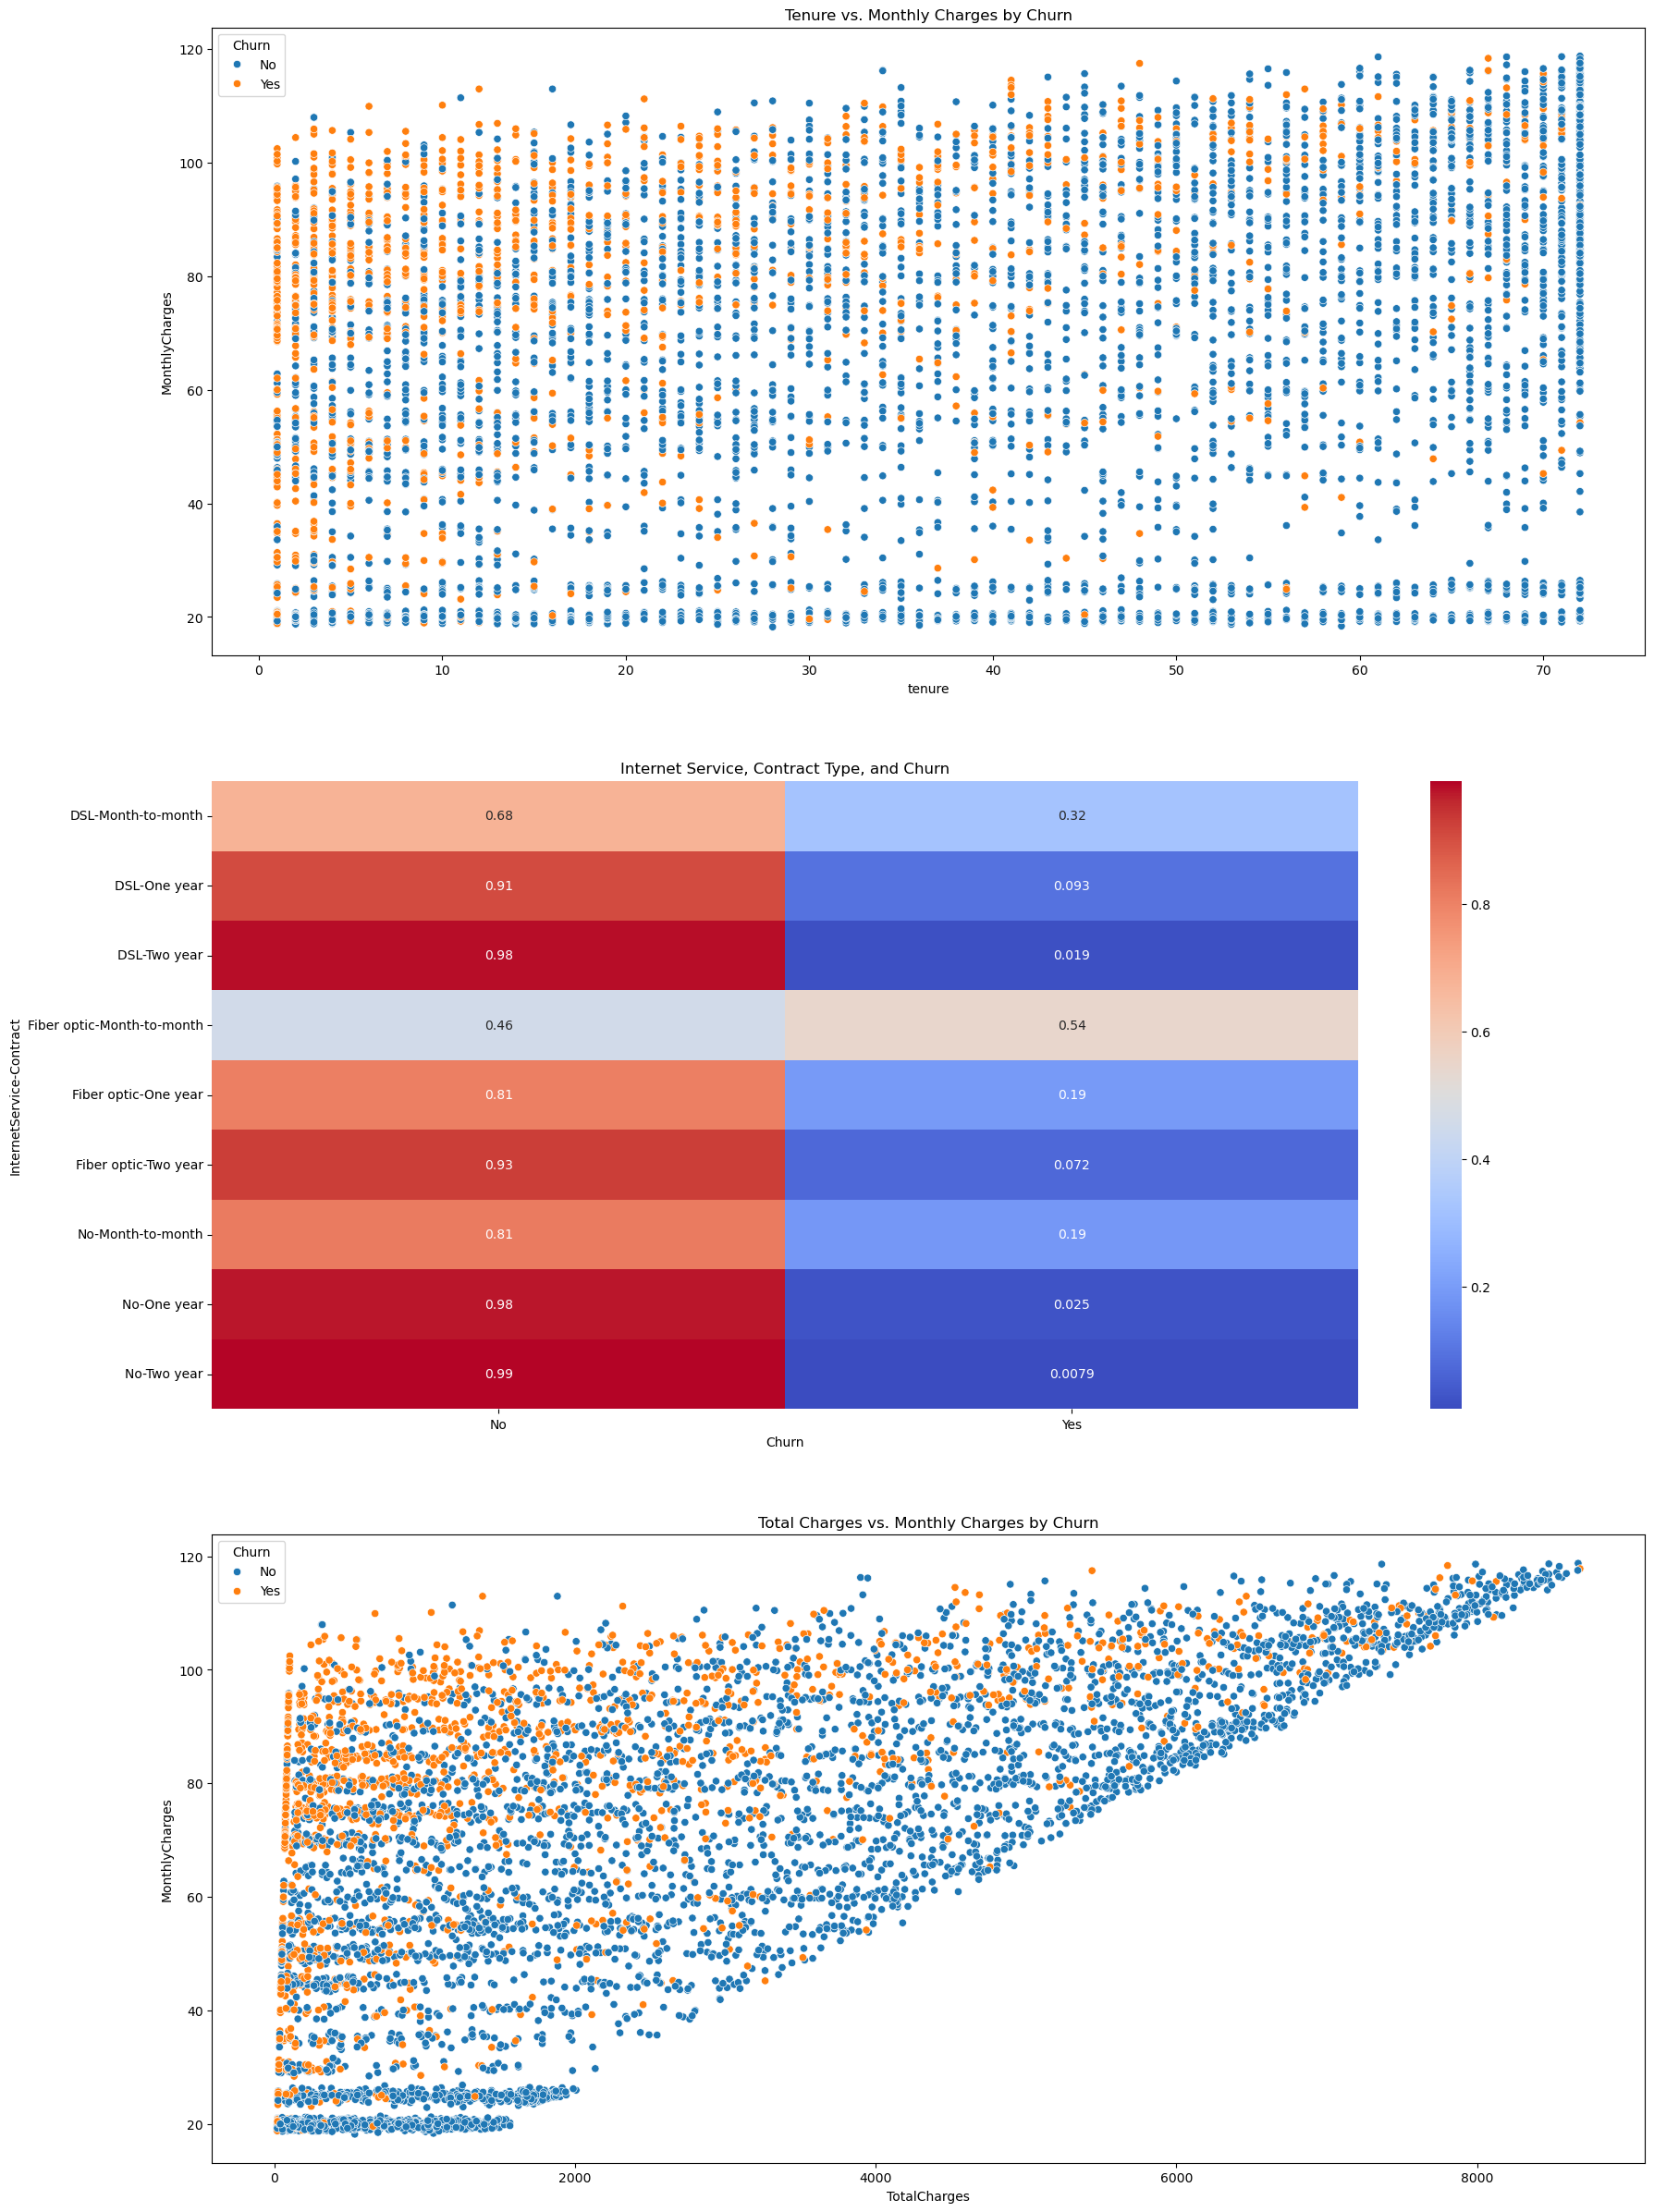 Tenure vs. Monthly Charges by Churn
Churn
No
Yes
120
100
80
60
40
20
MonthlyCharges
0 10 20 30 40 50 60 70
tenure
Internet Service, Contract Type, and Churn
InternetService-Contract
DSL-Month-to-month 0.68 0.32
DSL-One year 0.91 0.093
DSL-Two year 0.98 0.019
Fiber optic-Month-to-month 0.46 0.54
Fiber optic-One year 0.81 0.19
Fiber optic-Two year 0.93 0.072
No-Month-to-month 0.81 0.19
No-One year 0.98 0.025
No-Two year 0.99 0.0079
No Yes
Churn
0.8
0.6
0.4
0.2
Total Charges vs. Monthly Charges by Churn
Churn
No
Yes
120
100
80
60
40
20
MonthlyCharges
0 2000 4000 6000 8000
TotalCharges